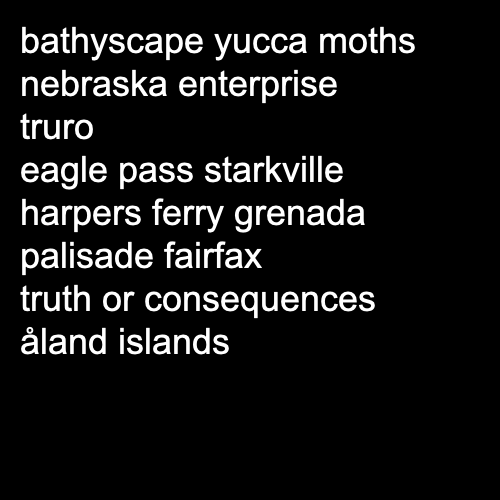 bathyscape yucca moths
nebraska enterprise
truro
eagle pass starkville
harpers ferry grenada
palisade fairfax
truth or consequences
åland islands